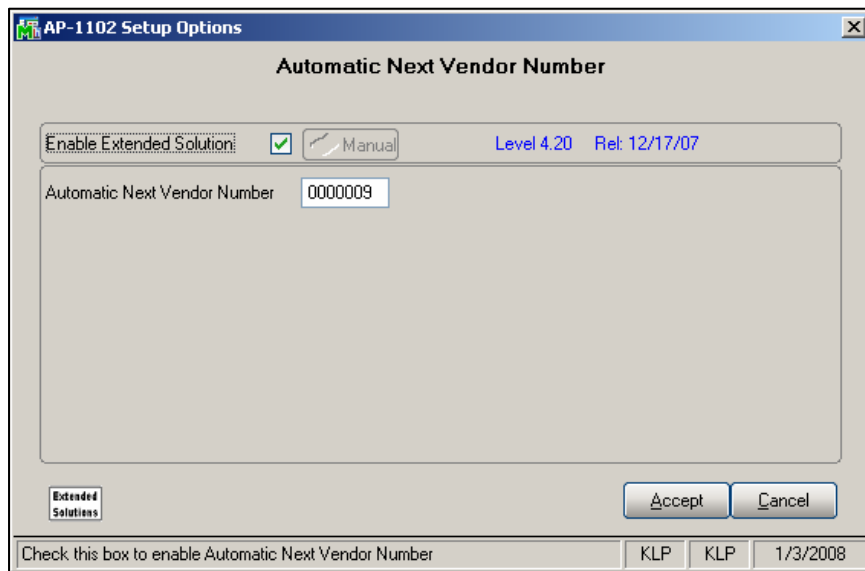 AP-1102 Setup Options
Automatic Next Vendor Number
Enable Extended Solution Manual Level 4.20 Rel: 12/17/07
Automatic Next Vendor Number 0000009
Extended
Solutions
Accept Cancel
Check this box to enable Automatic Next Vendor Number KLP KLP 1/3/2008